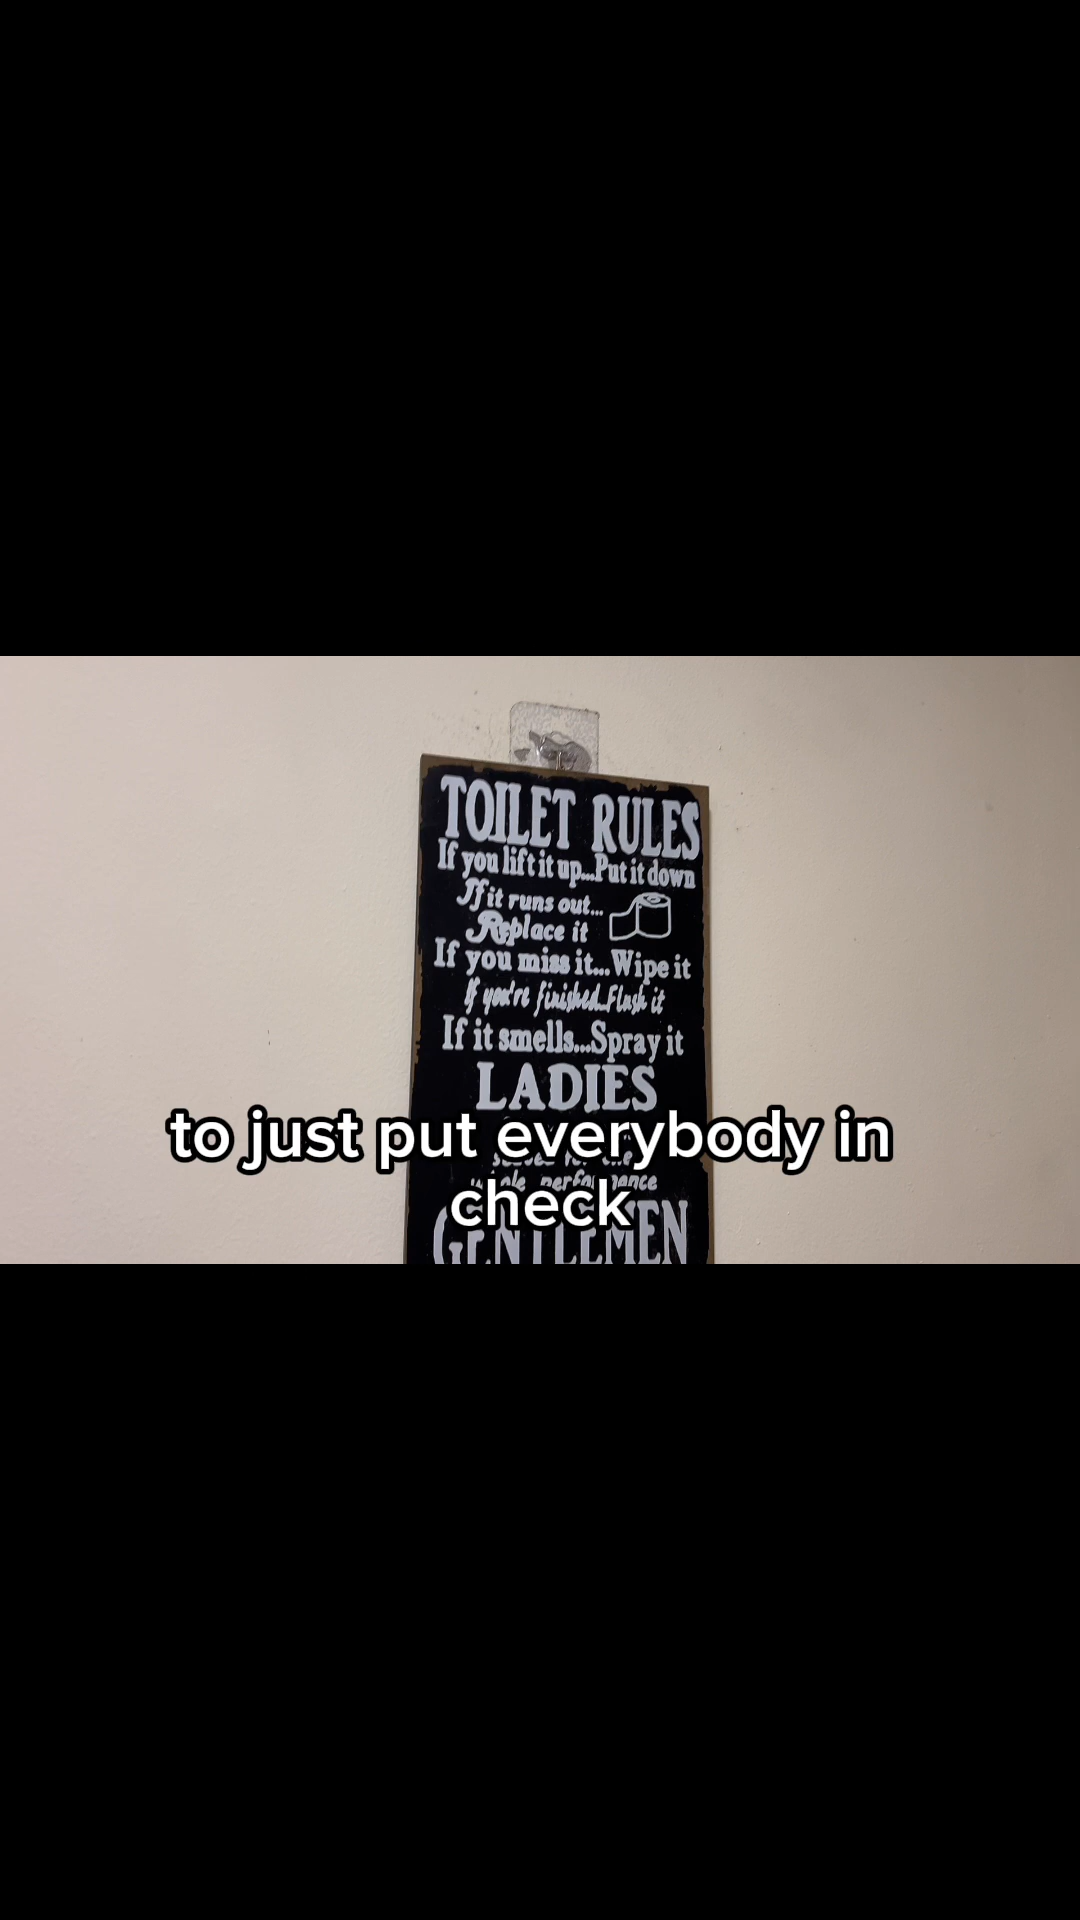 TOILET RULES
If you lift it up...Put it down
If it runs out...
Replace it
If you miss it...Wipe it
If you're finished...Flush it
If it smells...Spray it
LADIES
to just put everybody in
check
GENTLEMEN